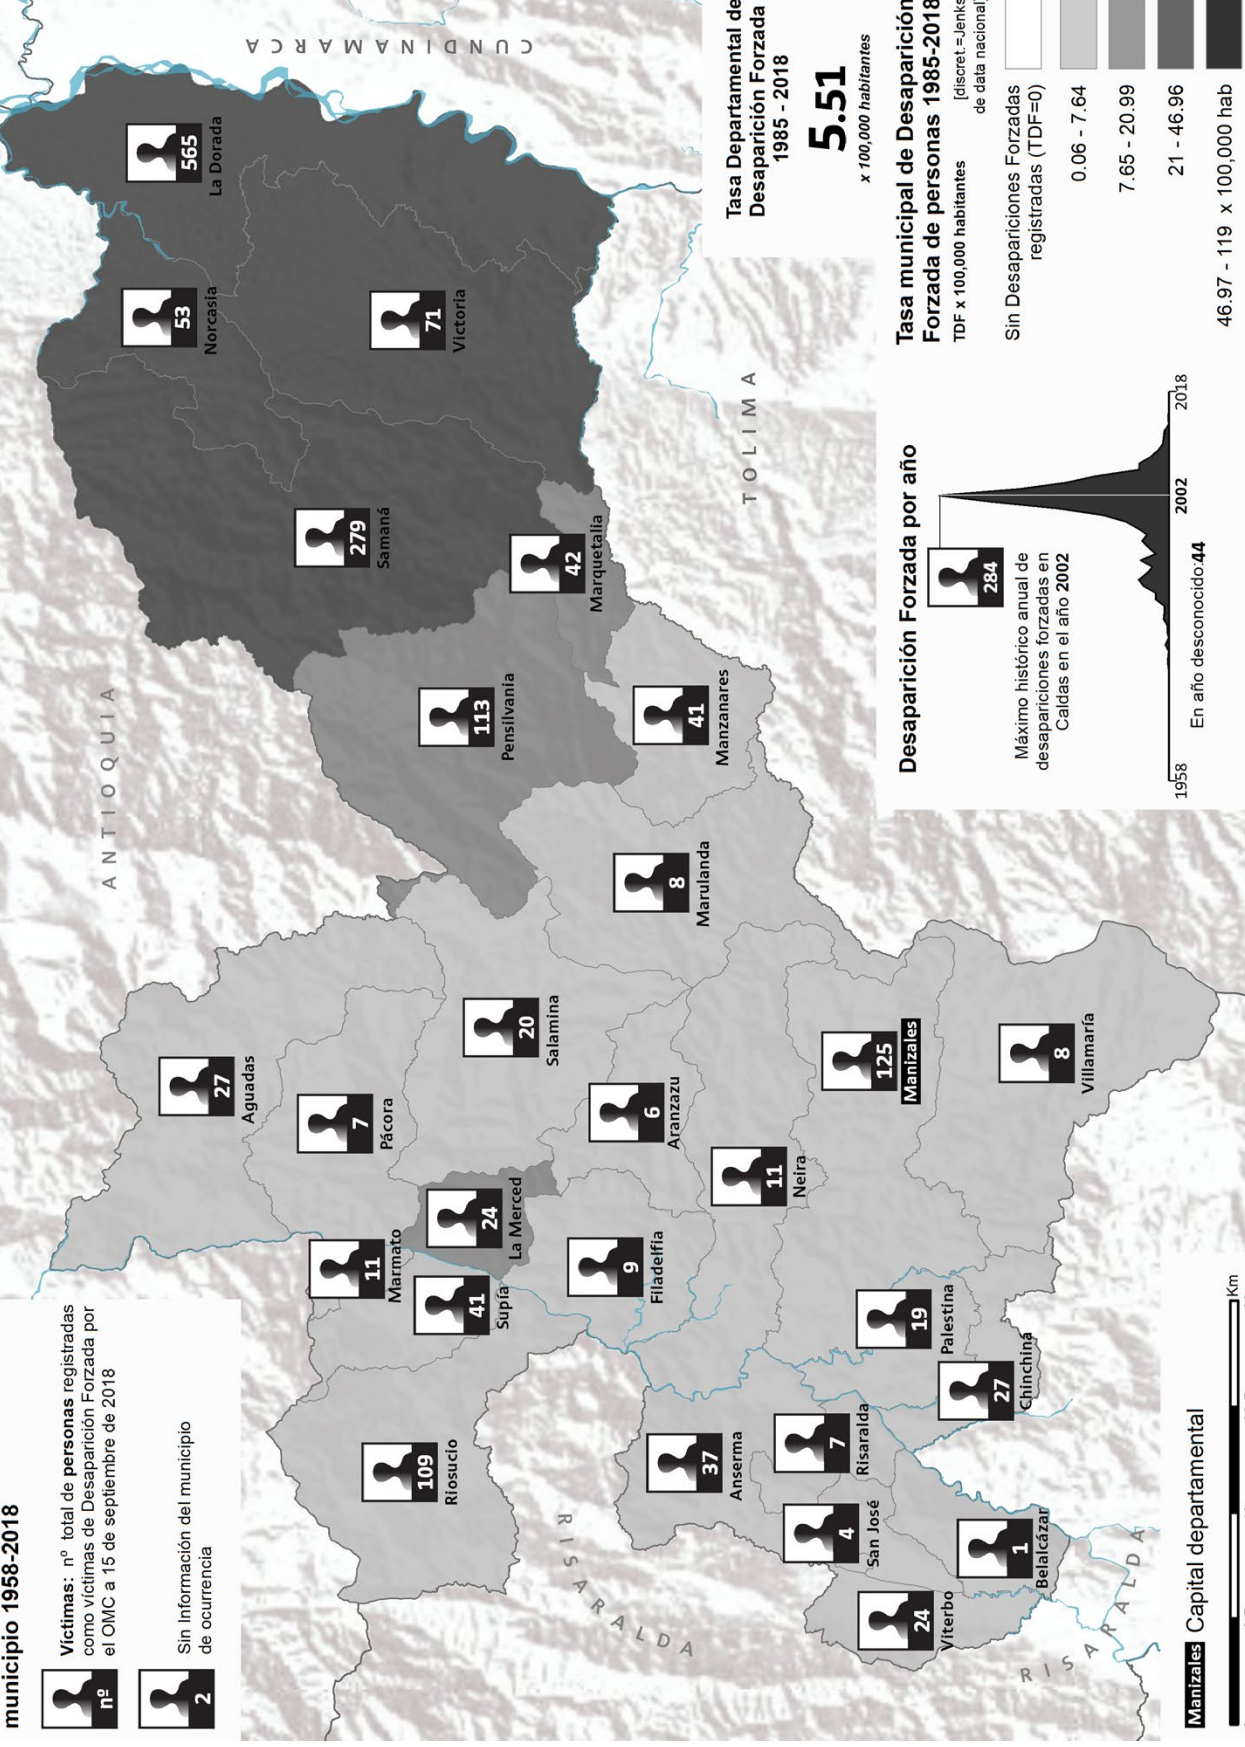 municipio 1958-2018
nº
Víctimas: nº total de personas registradas
como víctimas de Desaparición Forzada por
el OMC a 15 de septiembre de 2018
2
Sin Información del municipio
de ocurrencia
ANTIOQUIA
CUNDINAMARCA
TOLIMA
RISARALDA
RISARALDA
565
La Dorada
53
Norcasia
71
Victoria
279
Samaná
42
Marquetalia
113
Pensilvania
41
Manzanares
8
Marulanda
27
Aguadas
7
Pácora
20
Salamina
6
Aranzazu
11
Marmato
24
La Merced
41
Supía
9
Filadelfia
11
Neira
125
Manizales
8
Villamaría
109
Riosucio
37
Anserma
7
Risaralda
19
Palestina
27
Chinchiná
4
San José
1
Belalcázar
24
Viterbo
Manizales Capital departamental
Km
Tasa Departamental de
Desaparición Forzada
1985 - 2018
5.51
x 100,000 habitantes
Desaparición Forzada por año
284
Máximo histórico anual de
desapariciones forzadas en
Caldas en el año 2002
1958
2002
2018
En año desconocido:44
Tasa municipal de Desaparición
Forzada de personas 1985-2018
TDF x 100,000 habitantes
[discret.=Jenks
de data nacional]
Sin Desapariciones Forzadas
registradas (TDF=0)
0.06 - 7.64
7.65 - 20.99
21 - 46.96
46.97 - 119 x 100,000 hab